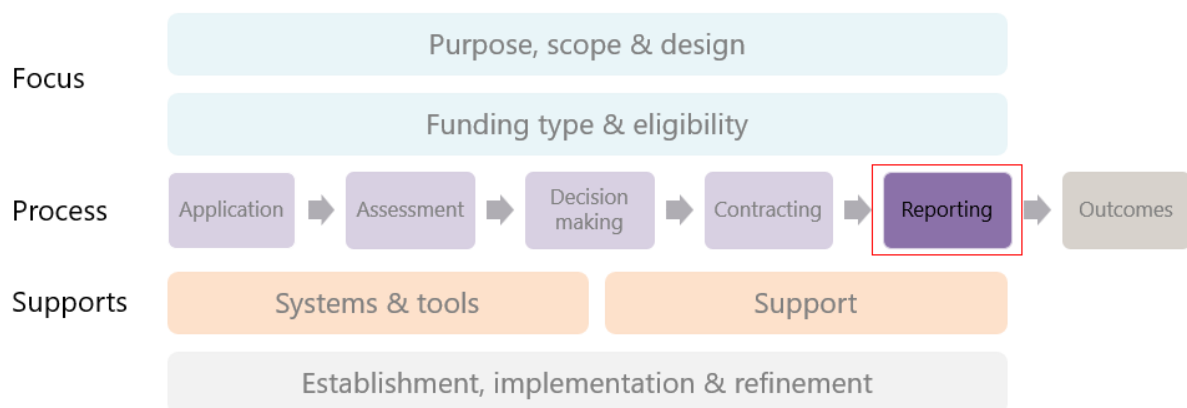 Purpose, scope & design
Focus
Funding type & eligibility
Process
Application
Assessment
Decision
making
Contracting
Reporting
Outcomes
Supports
Systems & tools
Support
Establishment, implementation & refinement